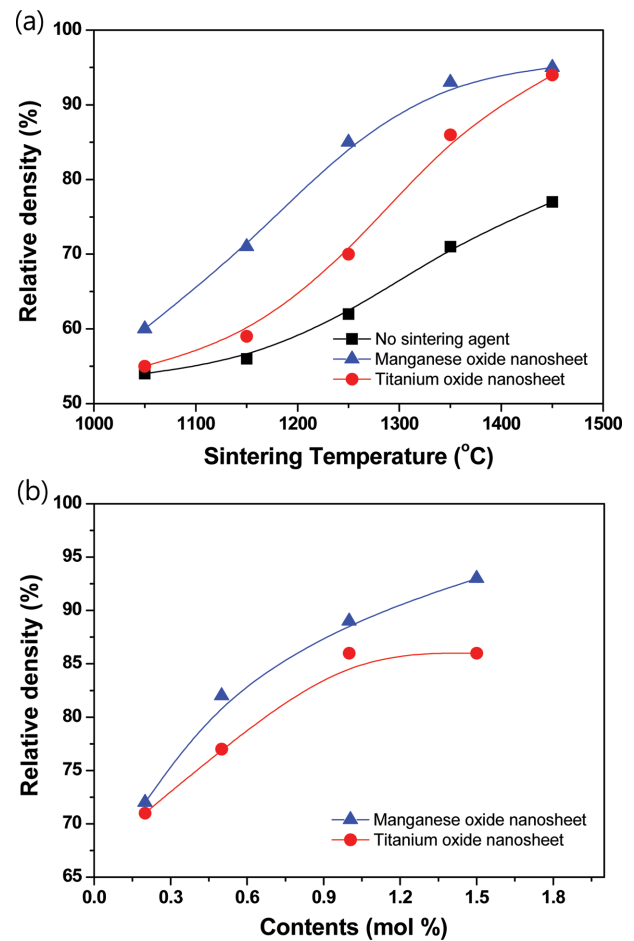 (a)
100
90
80
70
60
50
Relative density (%)
No sintering agent
Manganese oxide nanosheet
Titanium oxide nanosheet
1000 1100 1200 1300 1400 1500
Sintering Temperature (°C)
(b)
100
95
90
85
80
75
70
65
Relative density (%)
Manganese oxide nanosheet
Titanium oxide nanosheet
0.0 0.3 0.6 0.9 1.2 1.5 1.8
Contents (mol %)